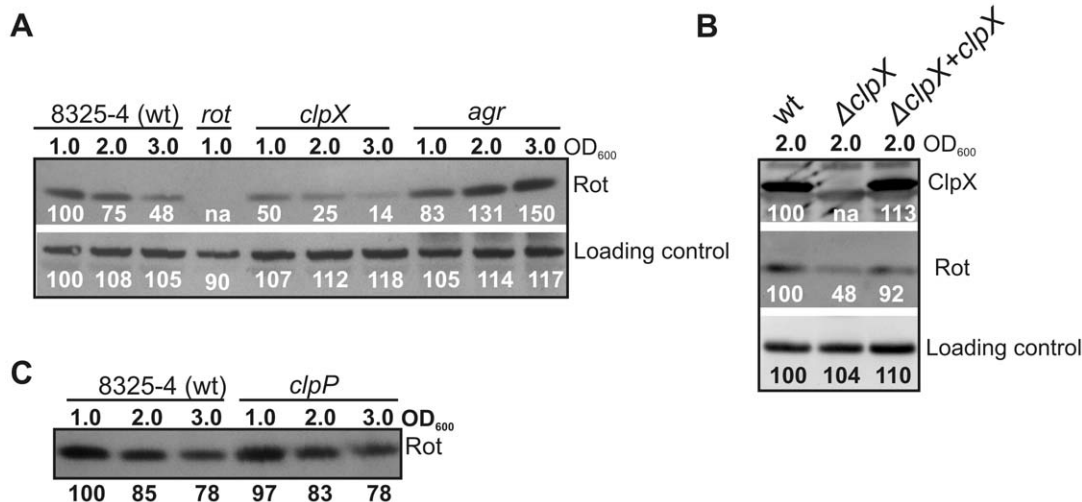 A
8325-4 (wt) rot clpX agr
1.0 2.0 3.0 1.0 1.0 2.0 3.0 1.0 2.0 3.0 OD600
Rot
100 75 48 na 50 25 14 83 131 150
Loading control
100 108 105 90 107 112 118 105 114 117
B
wt ΔclpX ΔclpX+clpX
2.0 2.0 2.0 OD600
ClpX
100 na 113
Rot
100 48 92
Loading control
100 104 110
C
8325-4 (wt) clpP
1.0 2.0 3.0 1.0 2.0 3.0 OD600
Rot
100 85 78 97 83 78